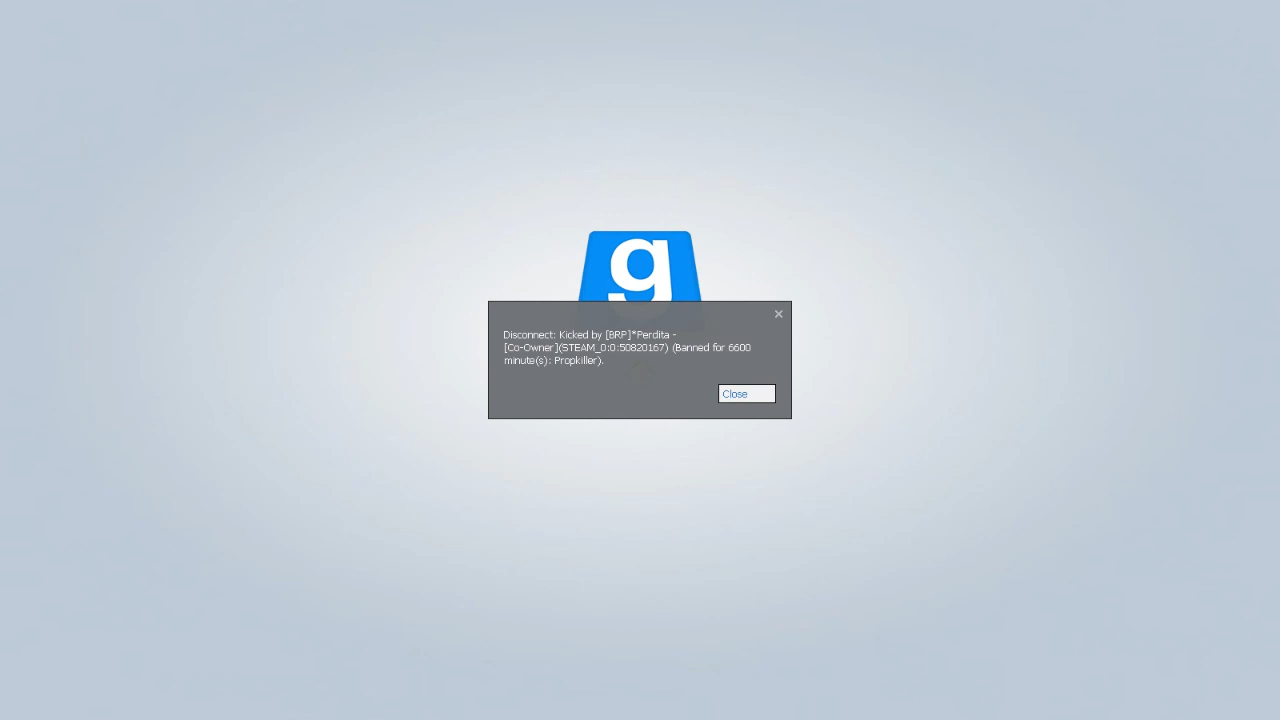 g
Disconnect: Kicked by [BRP]*Perdita -
[Co-Owner](STEAM_0:0:50820167) (Banned for 6600
minute(s): Propkiller).
Close